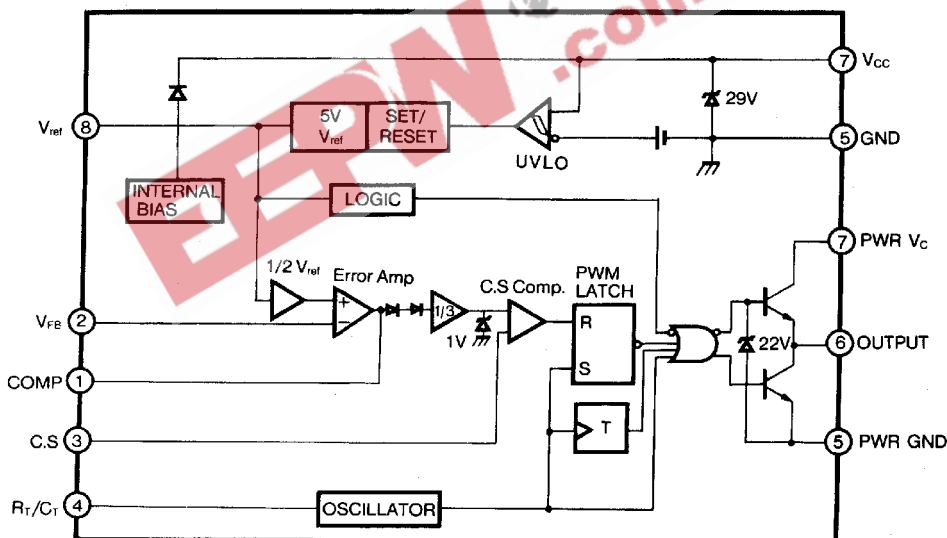 EEPW.com
7 Vcc
29V
8 Vref
5V Vref
SET/ RESET
UVLO
5 GND
INTERNAL BIAS
LOGIC
7 PWR Vc
1/2 Vref
Error Amp
C.S Comp.
PWM LATCH
+
−
1/3
1V
R
S
2 VFB
22V
6 OUTPUT
1 COMP
T
3 C.S
5 PWR GND
4 RT/CT
OSCILLATOR